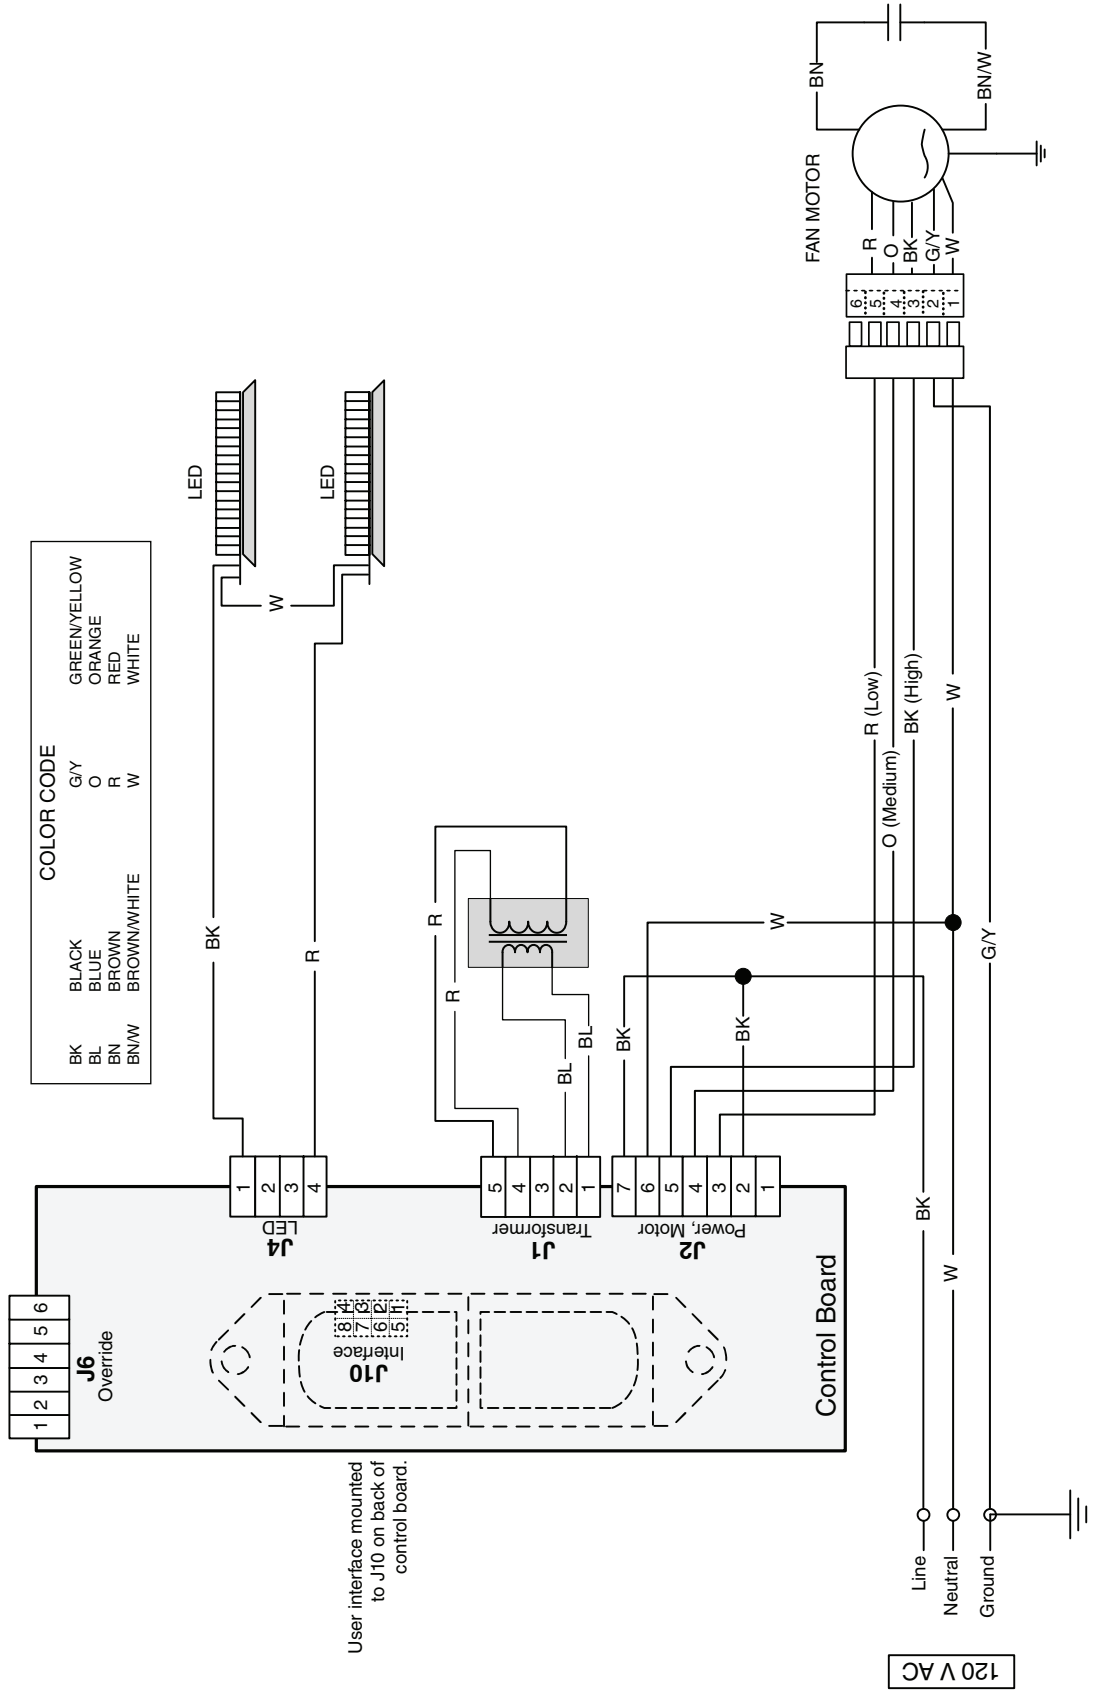 COLOR CODE
BK BLACK G/Y GREEN/YELLOW
BL BLUE O ORANGE
BN BROWN R RED
BN/W BROWN/WHITE W WHITE
1 2 3 4 5 6
J6
Override
User interface mounted
to J10 on back of
control board.
J10
Interface
8 7 6 5
4 3 2 1
Control Board
J4
LED
1 2 3 4
BK
R
W
LED
LED
J1
Transformer
5 4 3 2 1
R
R
BL
BL
J2
Power, Motor
7 6 5 4 3 2 1
BK
BK
W
R (Low)
O (Medium)
BK (High)
W
G/Y
BK
W
120 V AC
Line
Neutral
Ground
6 5 4 3 2 1
R
O
BK
G/Y
W
FAN MOTOR
BN
BN/W